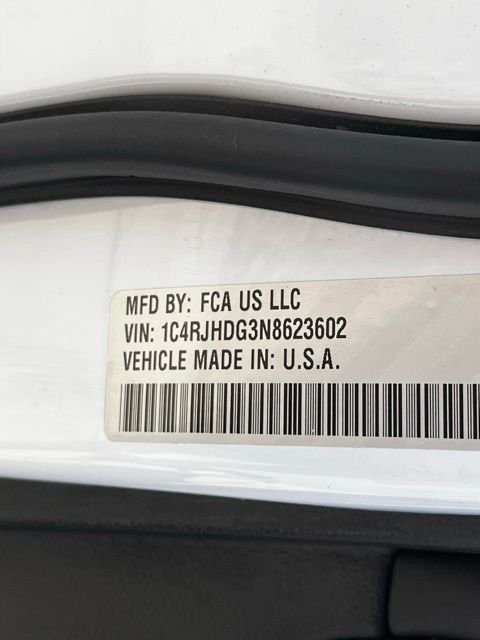 MFD BY: FCA US LLC
VIN: 1C4RJHDG3N8623602
VEHICLE MADE IN: U.S.A.